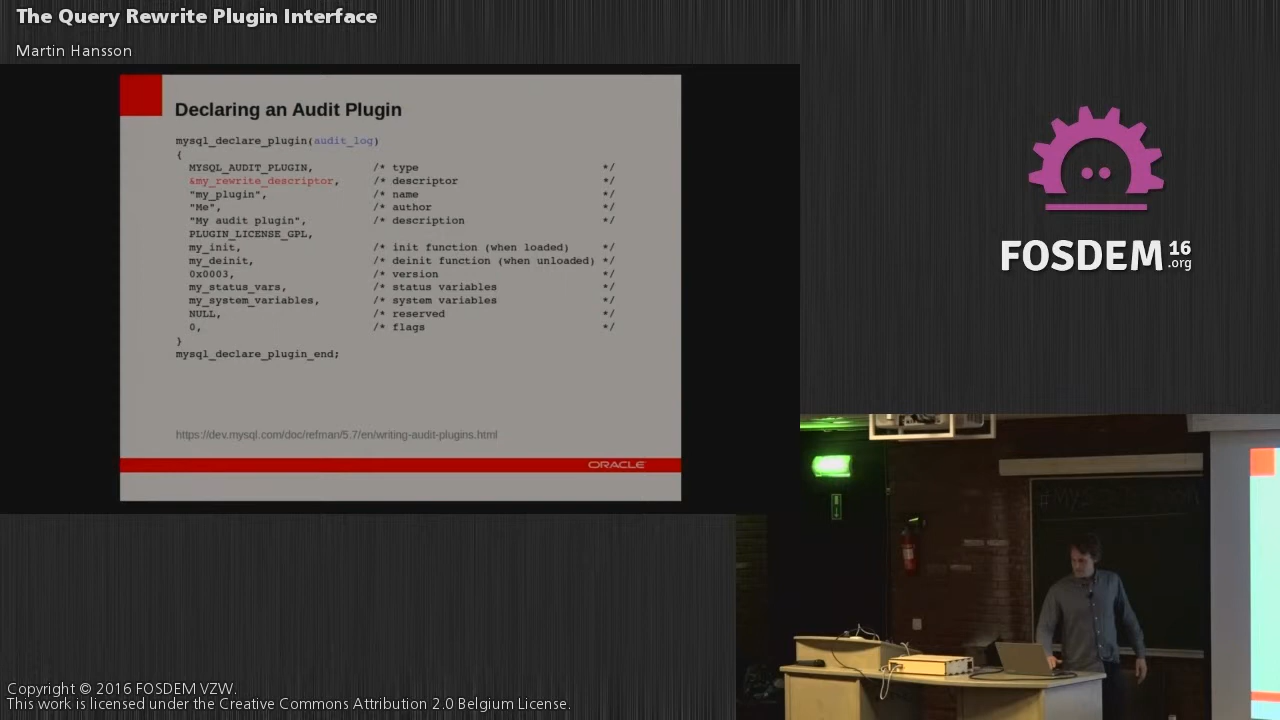 The Query Rewrite Plugin Interface
Martin Hansson
Declaring an Audit Plugin
mysql_declare_plugin(audit_log)
{
MYSQL_AUDIT_PLUGIN, /* type */
&my_rewrite_descriptor, /* descriptor */
"my_plugin", /* name */
"Me", /* author */
"My audit plugin", /* description */
PLUGIN_LICENSE_GPL,
my_init, /* init function (when loaded) */
my_deinit, /* deinit function (when unloaded) */
0x0003, /* version */
my_status_vars, /* status variables */
my_system_variables, /* system variables */
NULL, /* reserved */
0, /* flags */
}
mysql_declare_plugin_end;
https://dev.mysql.com/doc/refman/5.7/en/writing-audit-plugins.html
ORACLE
FOSDEM 16 .org
Copyright © 2016 FOSDEM VZW.
This work is licensed under the Creative Commons Attribution 2.0 Belgium License.